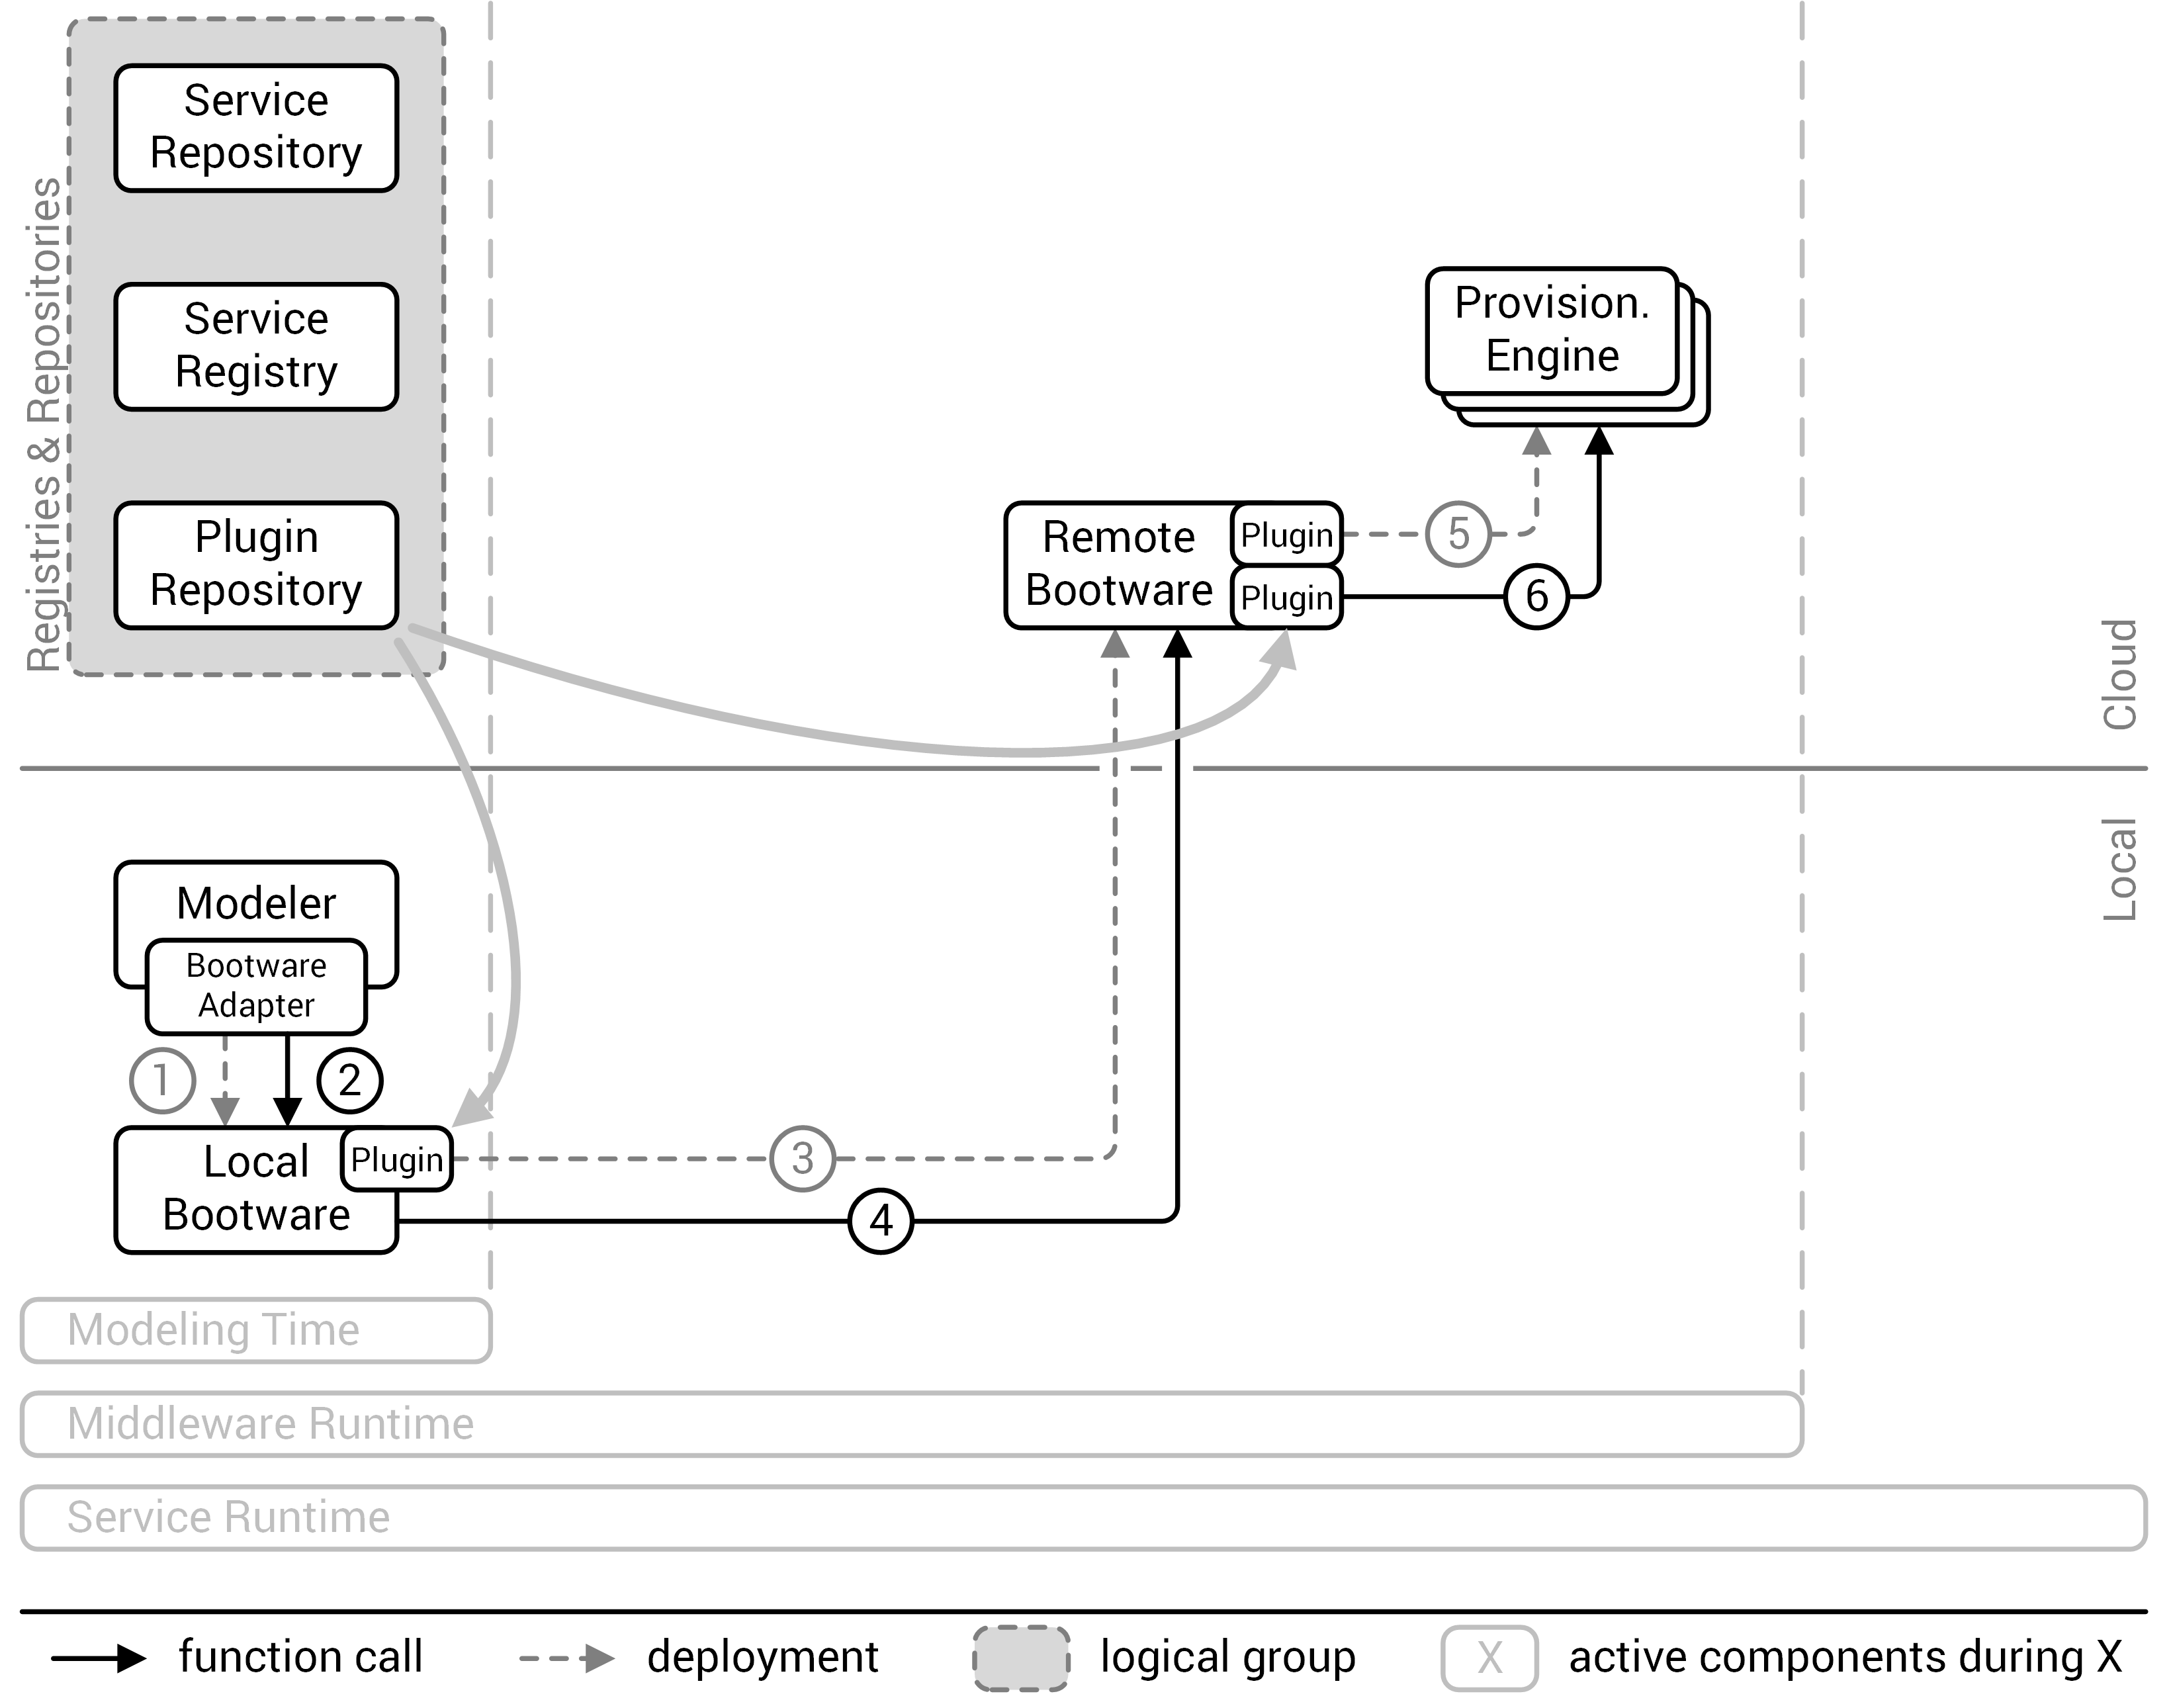 Registries & Repositories
Service
Repository
Service
Registry
Plugin
Repository
Provision.
Engine
Remote
Bootware
Plugin
Plugin
5
6
Cloud
Local
Modeler
Bootware
Adapter
1
2
Local
Bootware
Plugin
3
4
Modeling Time
Middleware Runtime
Service Runtime
function call
deployment
logical group
X
active components during X